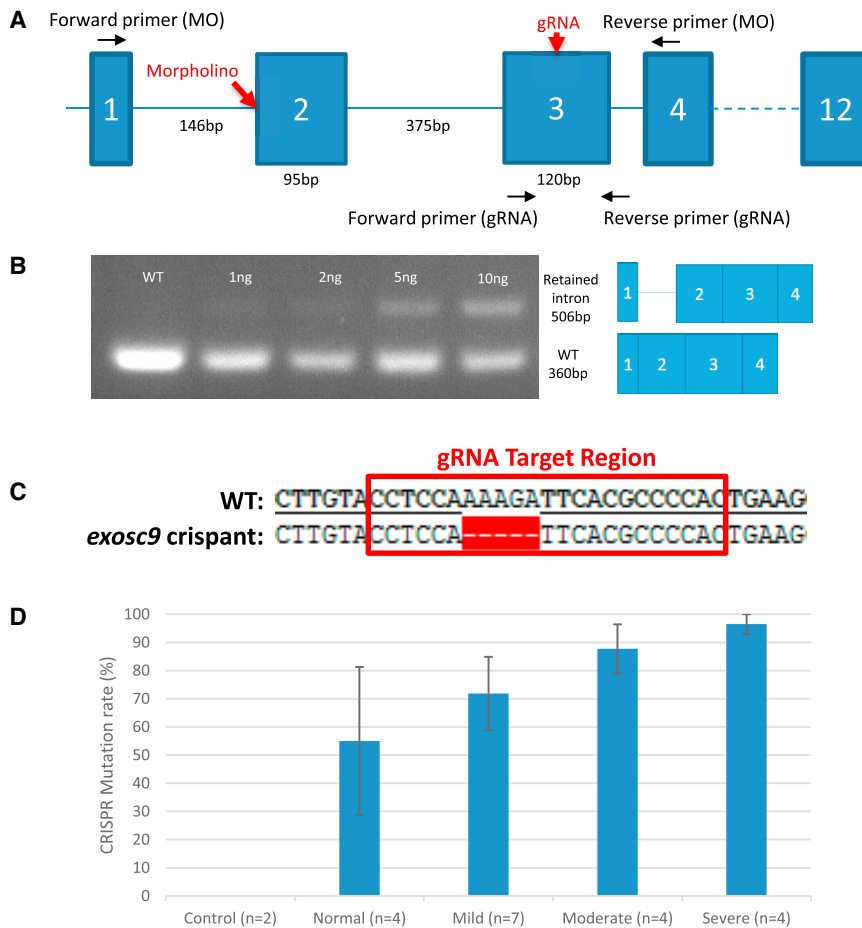 A
Forward primer (MO)
gRNA
Reverse primer (MO)
Morpholino
1
2
3
4
12
146bp
375bp
95bp
120bp
Forward primer (gRNA)
Reverse primer (gRNA)
B
WT
1ng
2ng
5ng
10ng
Retained
intron
506bp
1
2
3
4
WT
360bp
1
2
3
4
gRNA Target Region
C
WT:
CTTGTACCTCCAAAAGATTCACGCCCCACTGAAG
exosc9 crispant:
CTTGTACCTCCA-----TTCACGCCCCACTGAAG
D
CRISPR Mutation rate (%)
100
90
80
70
60
50
40
30
20
10
0
Control (n=2)
Normal (n=4)
Mild (n=7)
Moderate (n=4)
Severe (n=4)